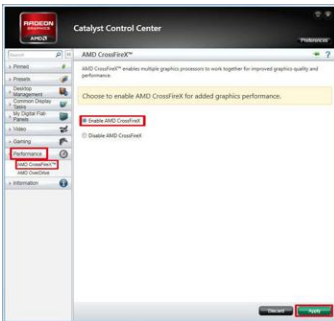 RADEON
GRAPHICS
AMD
Catalyst Control Center
Preferences
Search
AMD CrossFireX™
Pinned
Presets
Desktop
Management
Common Display
Tasks
My Digital Flat-
Panels
Video
Gaming
Performance
AMD CrossFireX™
AMD OverDrive
Information
AMD CrossFireX™ enables multiple graphics processors to work together for improved graphics quality and
performance.
Choose to enable AMD CrossFireX for added graphics performance.
Enable AMD CrossFireX
Disable AMD CrossFireX
Discard
Apply